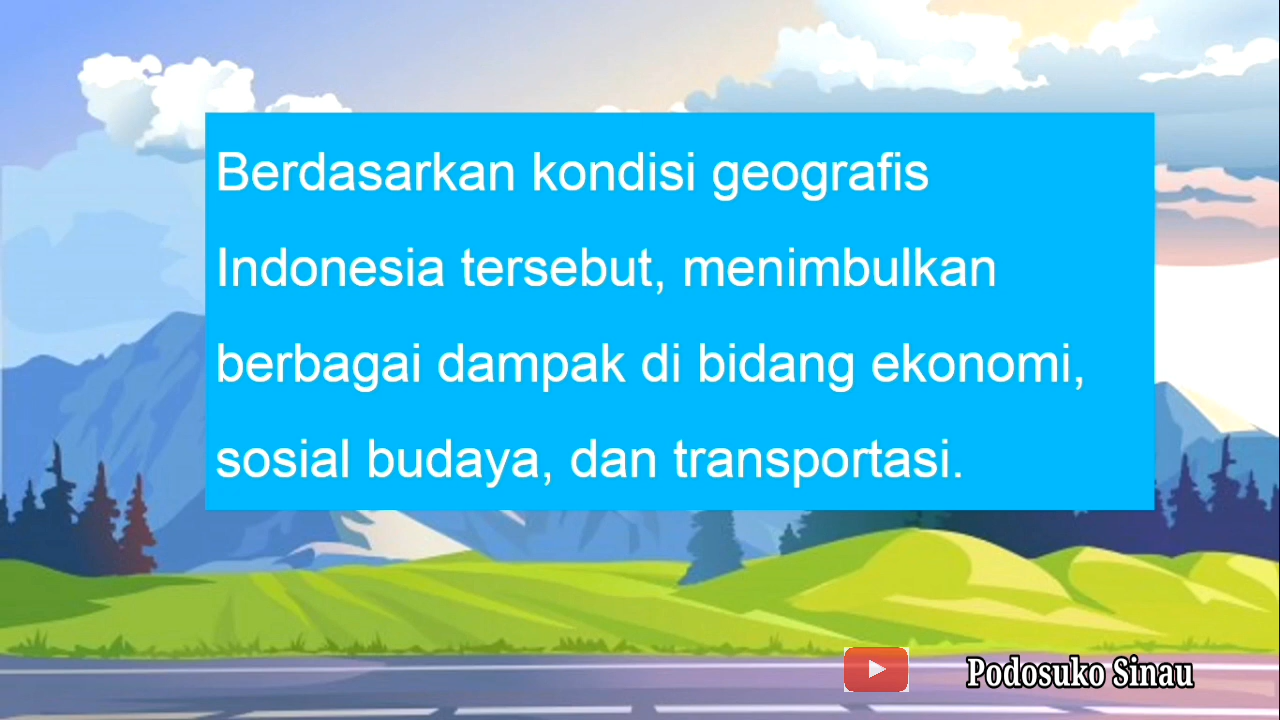 Berdasarkan kondisi geografis
Indonesia tersebut, menimbulkan
berbagai dampak di bidang ekonomi,
sosial budaya, dan transportasi.
Podosuko Sinau